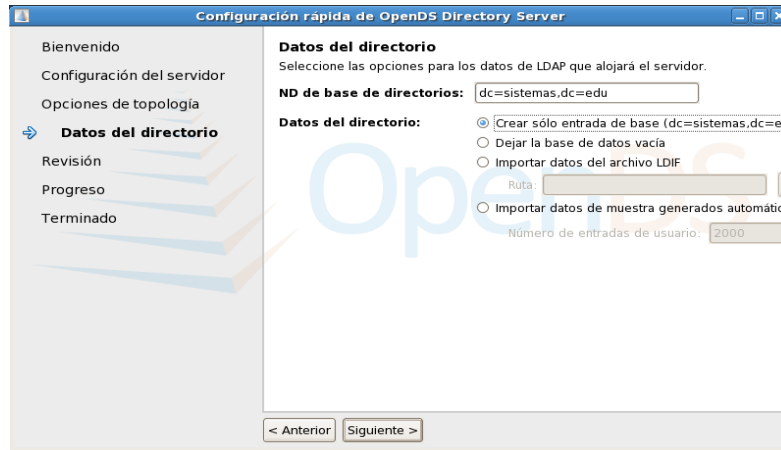 Configuración rápida de OpenDS Directory Server
Bienvenido
Configuración del servidor
Opciones de topología
Datos del directorio
Revisión
Progreso
Terminado
Datos del directorio
Seleccione las opciones para los datos de LDAP que alojará el servidor.
ND de base de directorios: dc=sistemas,dc=edu
Datos del directorio: Crear sólo entrada de base (dc=sistemas,dc=e
Dejar la base de datos vacía
Importar datos del archivo LDIF
Ruta:
Importar datos de muestra generados automátic
Número de entradas de usuario: 2000
OpenDS
< Anterior Siguiente >